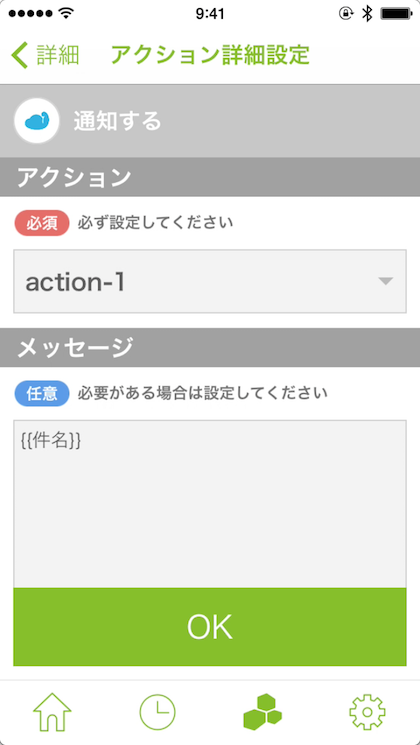 9:41
詳細 アクション詳細設定
通知する
アクション
必須 必ず設定してください
action-1
メッセージ
任意 必要がある場合は設定してください
{{件名}}
OK